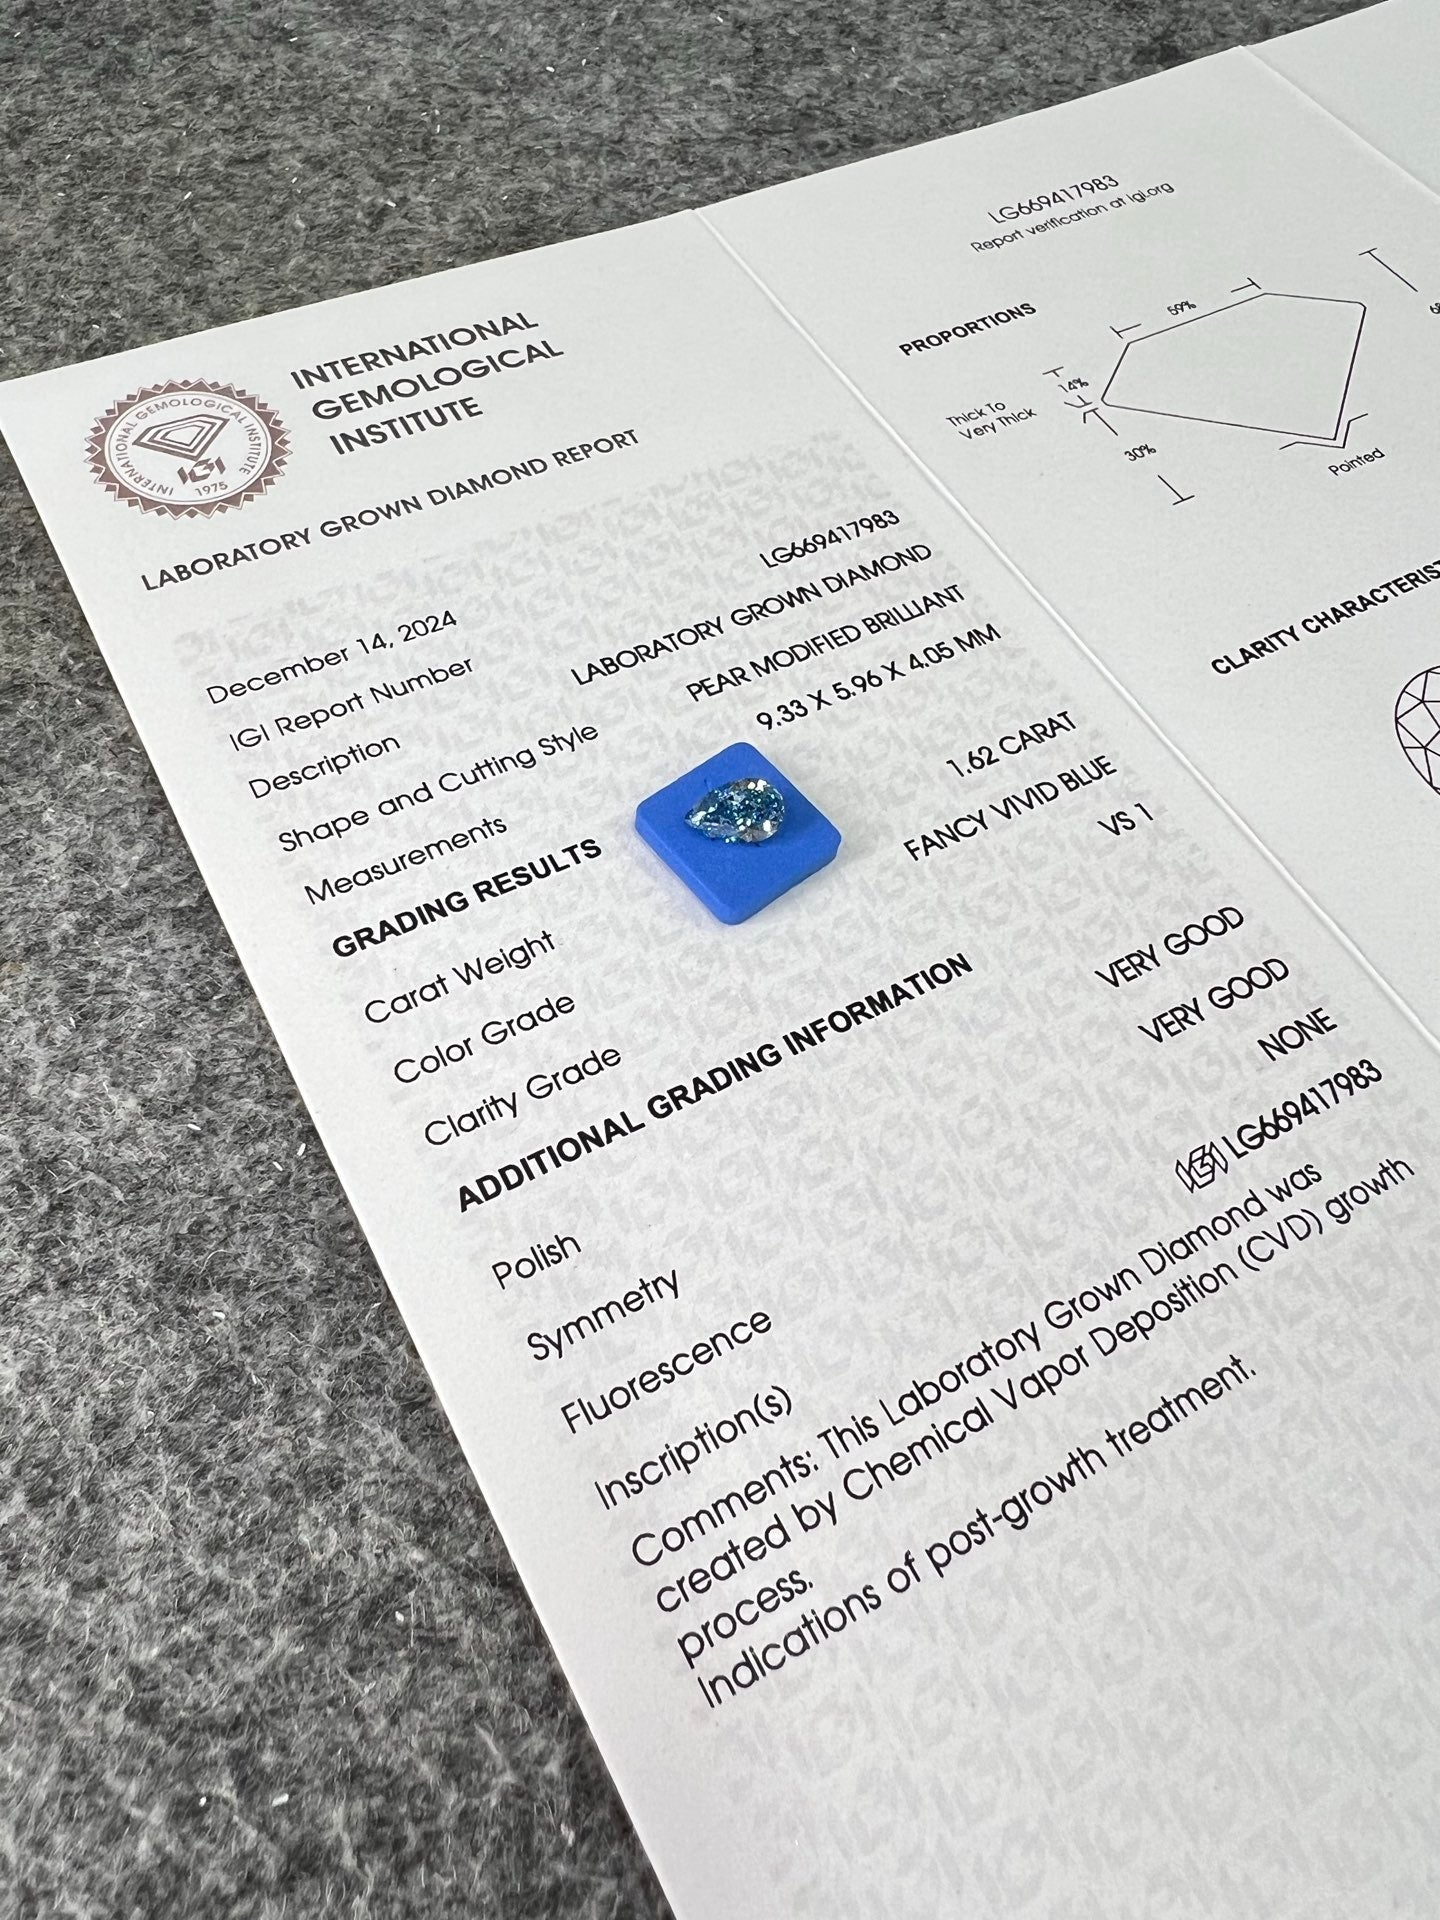 INTERNATIONAL
GEMOLOGICAL
INSTITUTE
INTERNATIONAL GEMOLOGICAL INSTITUTE
IGI
1975
LABORATORY GROWN DIAMOND REPORT
December 14, 2024
IGI Report Number LG669417983
Description LABORATORY GROWN DIAMOND
Shape and Cutting Style PEAR MODIFIED BRILLIANT
Measurements 9.33 X 5.96 X 4.05 MM
GRADING RESULTS
Carat Weight 1.62 CARAT
Color Grade FANCY VIVID BLUE
Clarity Grade VS 1
ADDITIONAL GRADING INFORMATION
Polish VERY GOOD
Symmetry VERY GOOD
Fluorescence NONE
Inscription(s) IGI LG669417983
Comments: This Laboratory Grown Diamond was
created by Chemical Vapor Deposition (CVD) growth
process.
Indications of post-growth treatment.
LG669417983
Report verification at igi.org
PROPORTIONS
59%
14%
Thick To
Very Thick
30%
Pointed
CLARITY